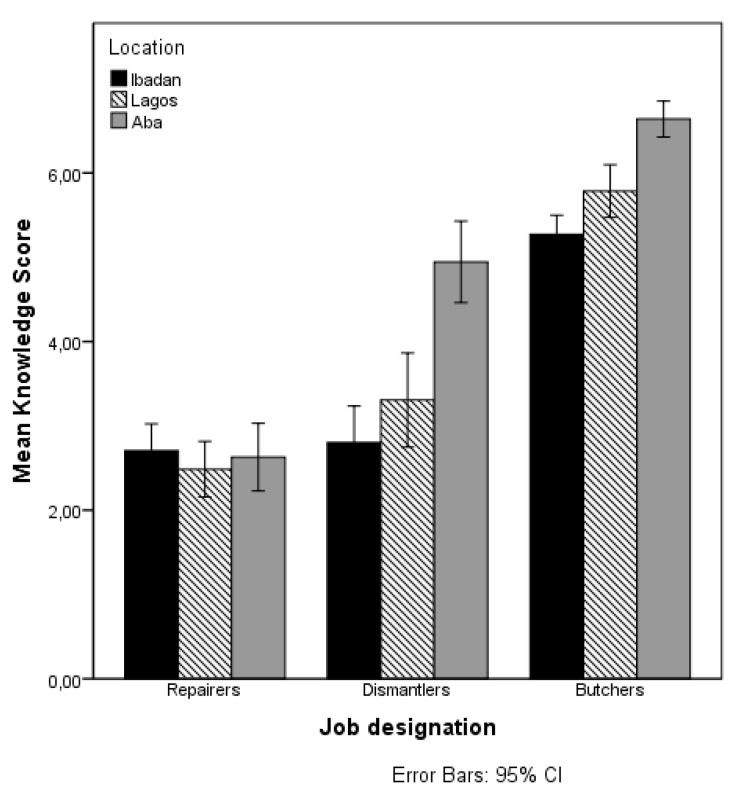 Location
Ibadan
Lagos
Aba
Mean Knowledge Score
6,00
4,00
2,00
0,00
Repairers
Dismantlers
Butchers
Job designation
Error Bars: 95% CI